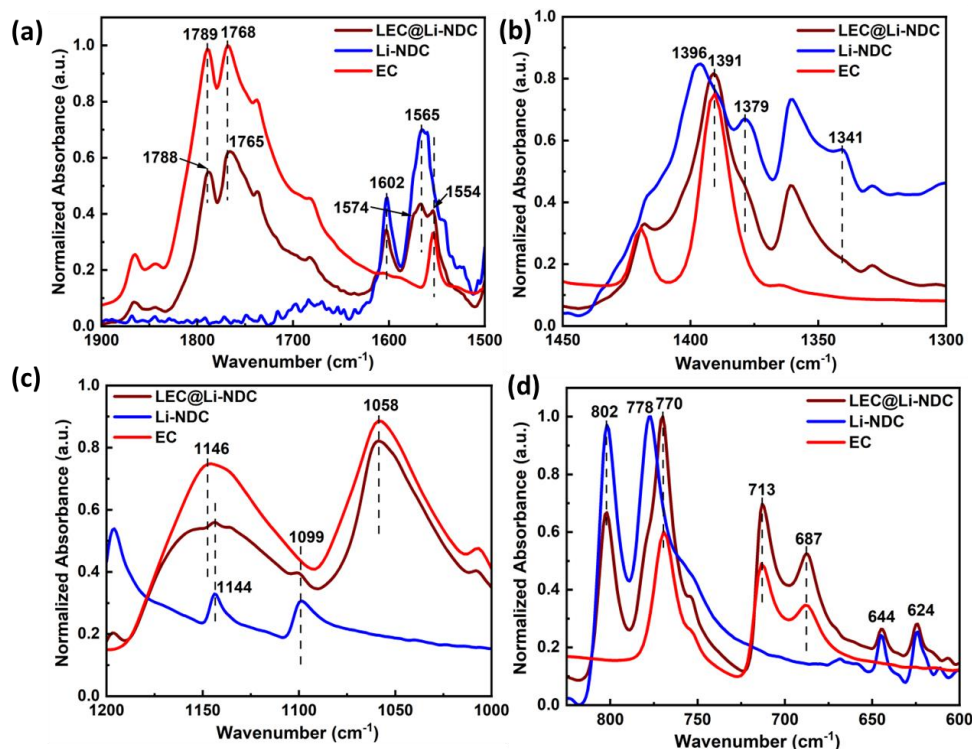 (a)
1789
1768
LEC@Li-NDC
Li-NDC
EC
1565
1788
1765
1602
1574
1554
Normalized Absorbance (a.u.)
1.0
0.8
0.6
0.4
0.2
0.0
1900
1800
1700
1600
1500
Wavenumber (cm⁻¹)
(b)
1396
1391
LEC@Li-NDC
Li-NDC
EC
1379
1341
Normalized Absorbance (a.u.)
1.0
0.8
0.6
0.4
0.2
0.0
1450
1400
1350
1300
Wavenumber (cm⁻¹)
(c)
LEC@Li-NDC
Li-NDC
EC
1058
1146
1099
1144
Normalized Absorbance (a.u.)
1.0
0.8
0.6
0.4
0.2
0.0
1200
1150
1100
1050
1000
Wavenumber (cm⁻¹)
(d)
802
778
770
LEC@Li-NDC
Li-NDC
EC
713
687
644
624
Normalized Absorbance (a.u.)
1.0
0.8
0.6
0.4
0.2
0.0
800
750
700
650
600
Wavenumber (cm⁻¹)